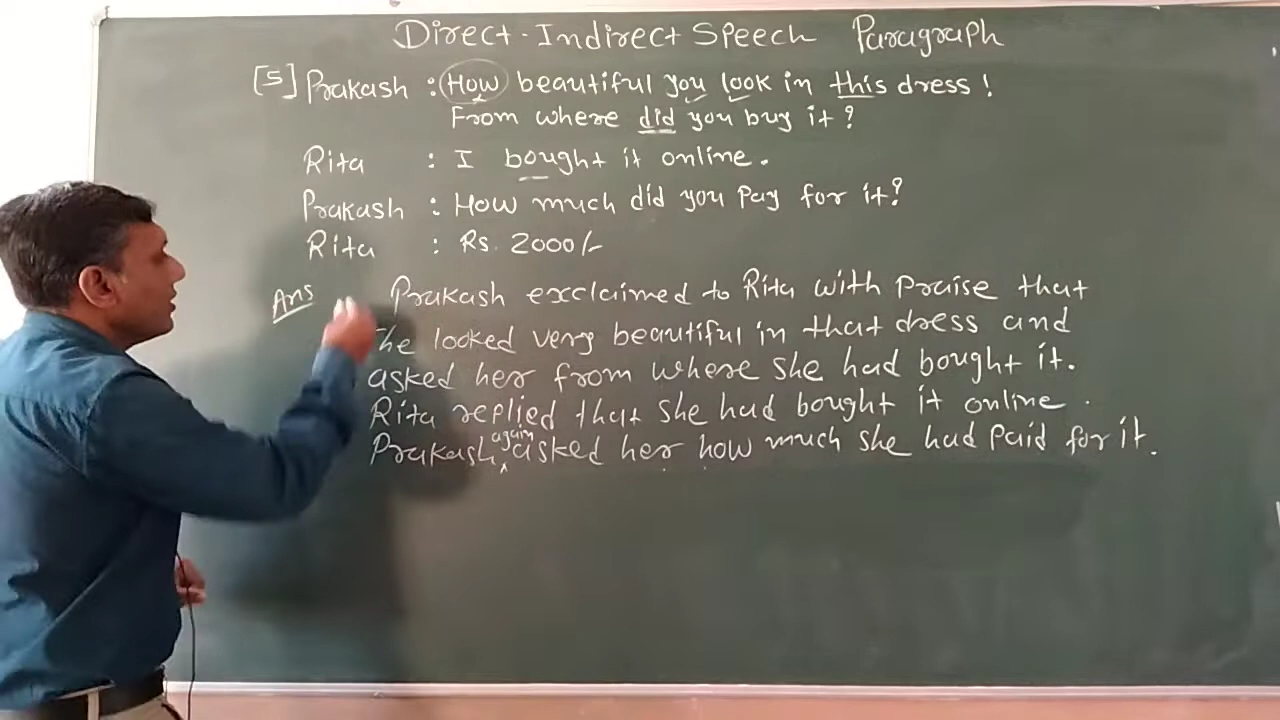 Direct-Indirect Speech Paragraph
[5] Prakash : How beautiful you look in this dress!
From where did you buy it?
Rita : I bought it online.
Prakash : How much did you pay for it?
Rita : Rs. 2000/-
Ans Prakash exclaimed to Rita with praise that
looked very beautiful in that dress and
asked her from where she had bought it.
Rita replied that she had bought it online.
Prakash again asked her how much she had paid for it.